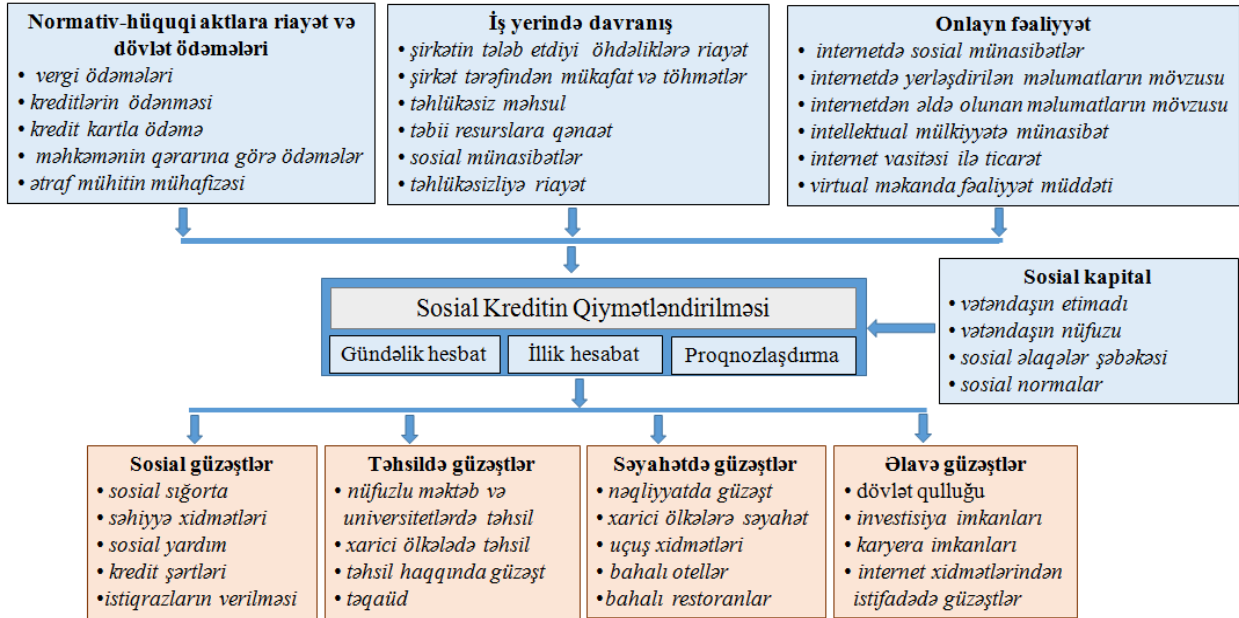 Normativ-hüquqi aktlara riayət və
dövlət ödəmələri
• vergi ödəmələri
• kreditlərin ödənməsi
• kredit kartla ödəmə
• məhkəmənin qərarına görə ödəmələr
• ətraf mühitin mühafizəsi
İş yerində davranış
• şirkətin tələb etdiyi öhdəliklərə riayət
• şirkət tərəfindən mükafat və töhmətlər
• təhlükəsiz məhsul
• təbii resurslara qənaət
• sosial münasibətlər
• təhlükəsizliyə riayət
Onlayn fəaliyyət
• internetdə sosial münasibətlər
• internetdə yerləşdirilən məlumatların mövzusu
• internetdən əldə olunan məlumatların mövzusu
• intellektual mülkiyyətə münasibət
• internet vasitəsi ilə ticarət
• virtual məkanda fəaliyyət müddəti
Sosial Kreditin Qiymətləndirilməsi
Gündəlik hesbat
İllik hesabat
Proqnozlaşdırma
Sosial kapital
• vətəndaşın etimadı
• vətəndaşın nüfuzu
• sosial əlaqələr şəbəkəsi
• sosial normalar
Sosial güzəştlər
• sosial sığorta
• səhiyyə xidmətləri
• sosial yardım
• kredit şərtləri
•istiqrazların verilməsi
Təhsildə güzəştlər
• nüfuzlu məktəb və
universitetlərdə təhsil
• xarici ölkələdə təhsil
• təhsil haqqında güzəşt
• təqaüd
Səyahətdə güzəştlər
• nəqliyyatda güzəşt
• xarici ölkələrə səyahət
• uçuş xidmətləri
• bahalı otellər
• bahalı restoranlar
Əlavə güzəştlər
• dövlət qulluğu
• investisiya imkanları
• karyera imkanları
• internet xidmətlərindən
istifadədə güzəştlər